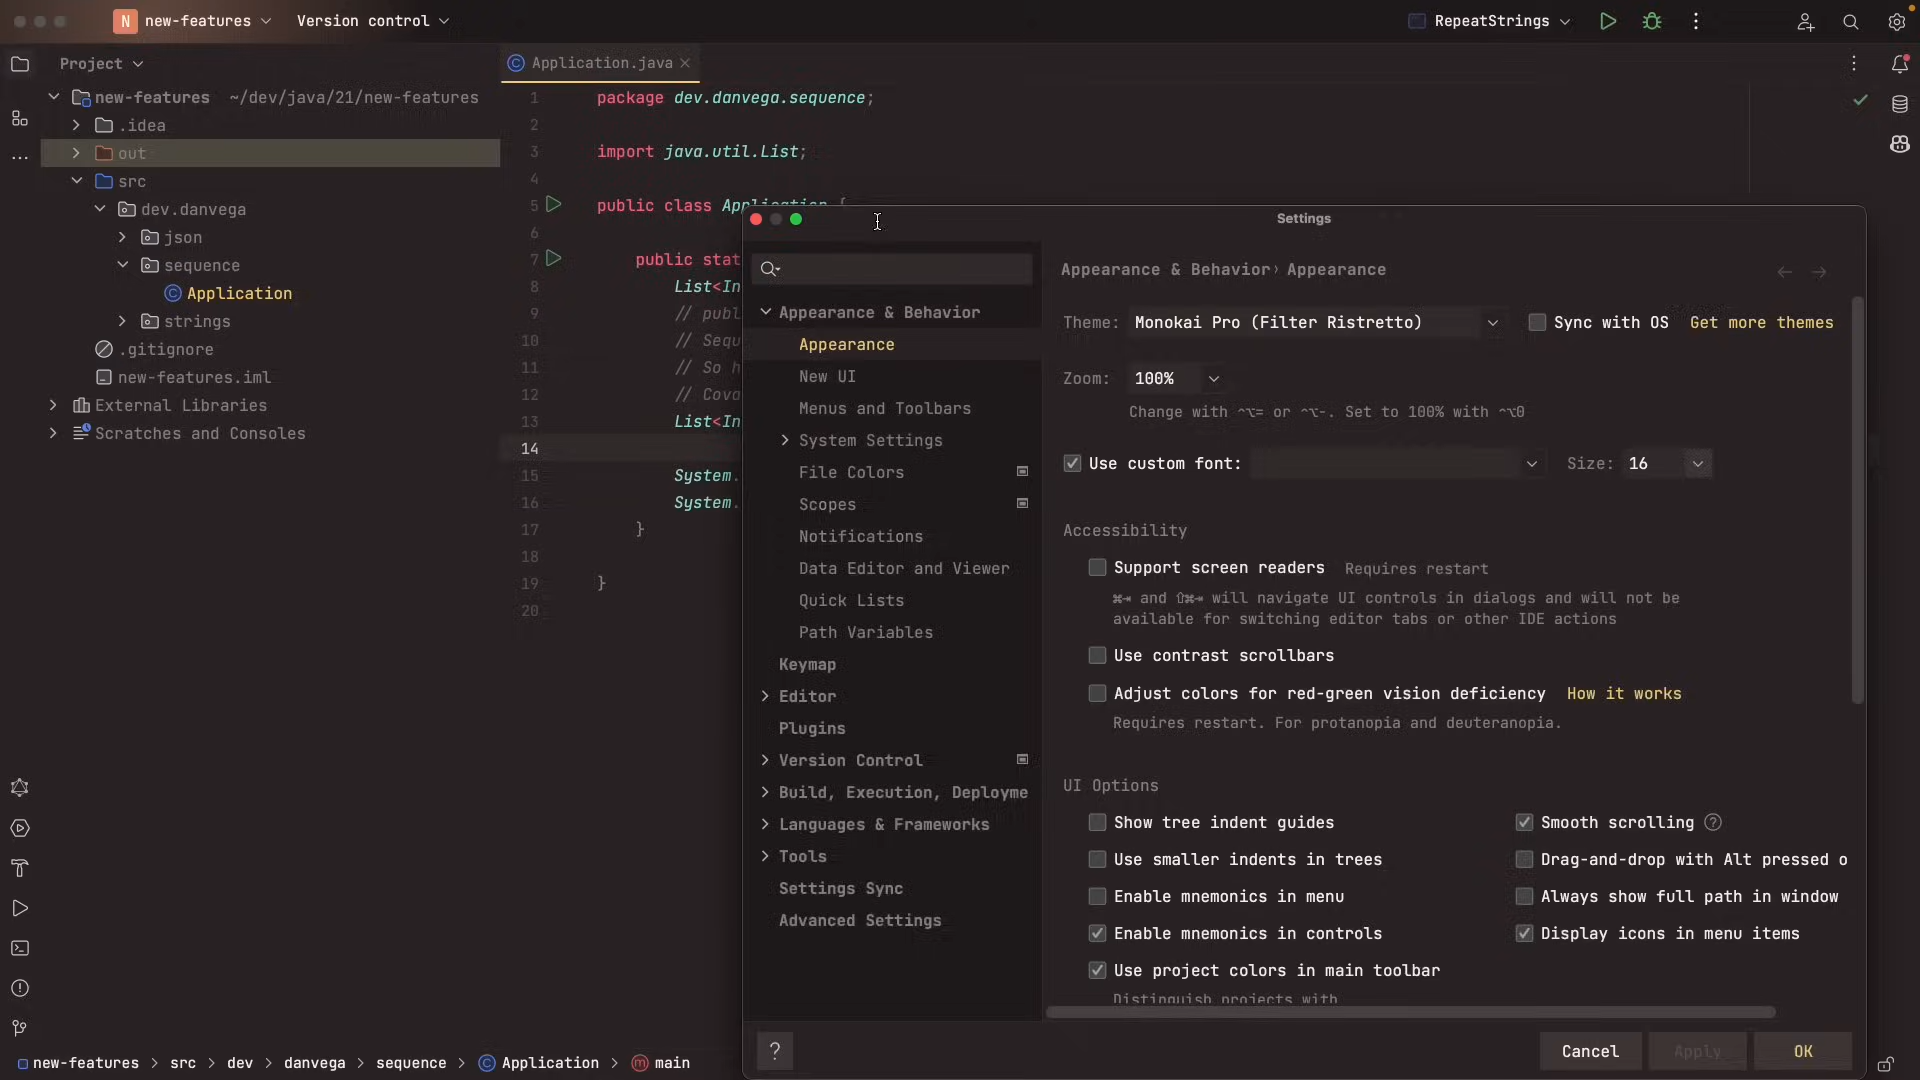 N new-features Version control RepeatStrings
Project
new-features ~/dev/java/21/new-features
.idea
out
src
dev.danvega
json
sequence
Application
strings
.gitignore
new-features.iml
External Libraries
Scratches and Consoles
Application.java
1 package dev.danvega.sequence;
2
3 import java.util.List;
4
5 public class Application {
6
7 public stat
8 List<In
9 // publ
10 // Sequ
11 // So h
12 // Cova
13 List<In
14
15 System.
16 System.
17 }
18
19 }
20
Settings
Appearance & Behavior
Appearance
New UI
Menus and Toolbars
System Settings
File Colors
Scopes
Notifications
Data Editor and Viewer
Quick Lists
Path Variables
Keymap
Editor
Plugins
Version Control
Build, Execution, Deployme
Languages & Frameworks
Tools
Settings Sync
Advanced Settings
Appearance & Behavior› Appearance
Theme: Monokai Pro (Filter Ristretto) Sync with OS Get more themes
Zoom: 100%
Change with ⌃⌥= or ⌃⌥-. Set to 100% with ⌃⌥0
Use custom font: Size: 16
Accessibility
Support screen readers Requires restart
⌘⇥ and ⇧⌘⇥ will navigate UI controls in dialogs and will not be
available for switching editor tabs or other IDE actions
Use contrast scrollbars
Adjust colors for red-green vision deficiency How it works
Requires restart. For protanopia and deuteranopia.
UI Options
Show tree indent guides Smooth scrolling ?
Use smaller indents in trees Drag-and-drop with Alt pressed o
Enable mnemonics in menu Always show full path in window
Enable mnemonics in controls Display icons in menu items
Use project colors in main toolbar
Distinguish projects with
? Cancel Apply OK
new-features > src > dev > danvega > sequence > Application > main